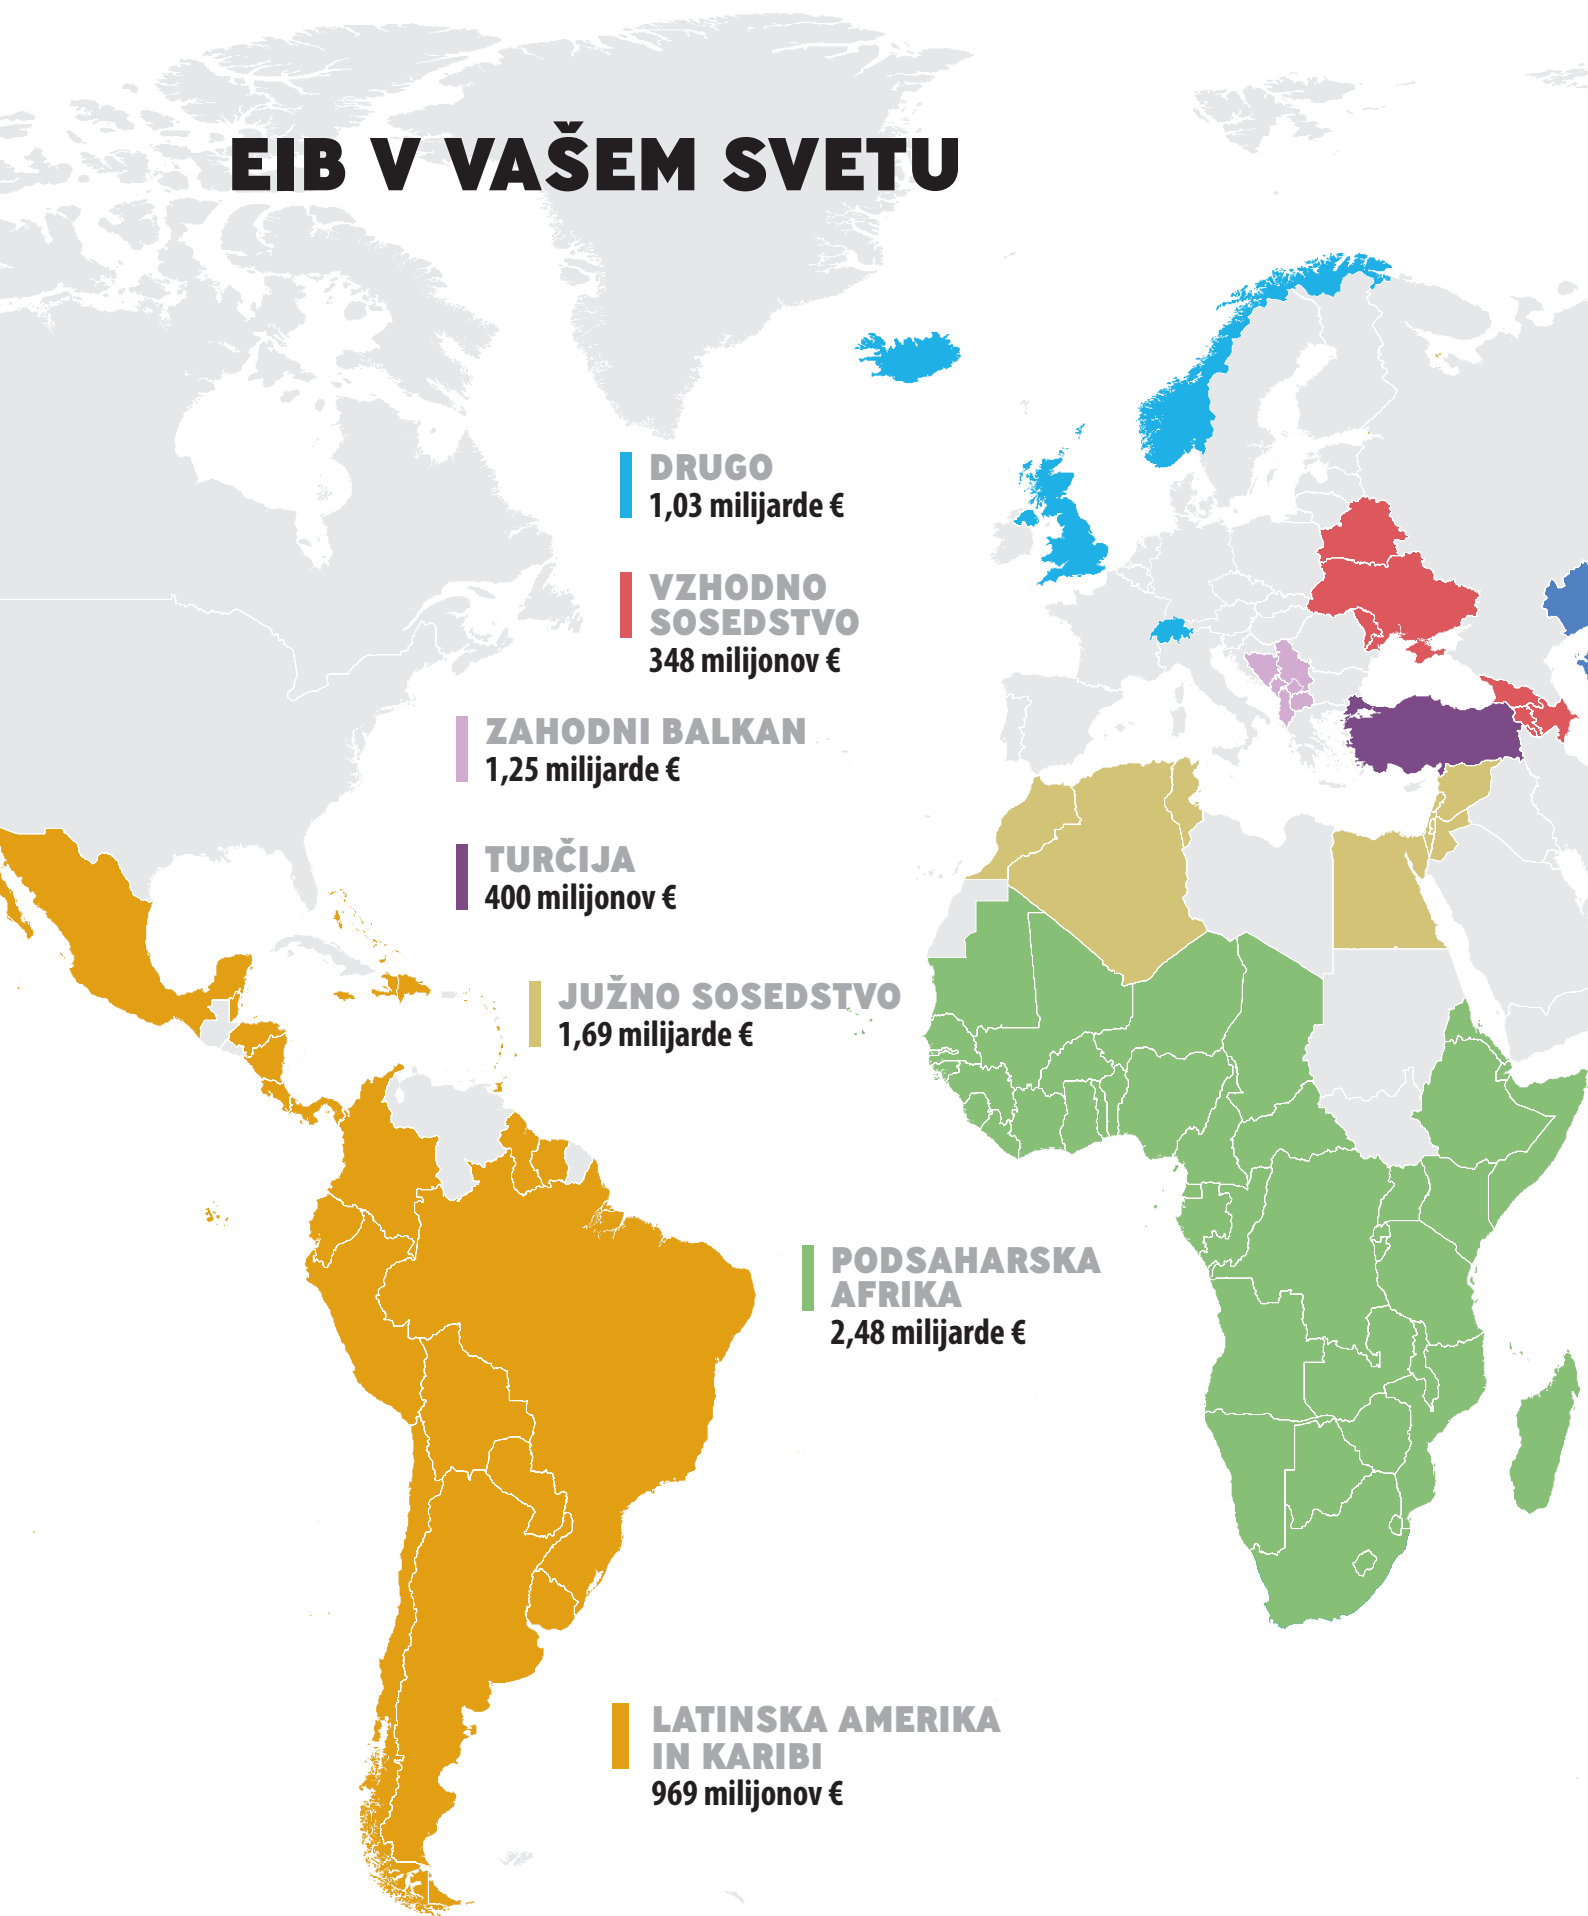 EIB V VAŠEM SVETU
DRUGO
1,03 milijarde €
VZHODNO
SOSEDSTVO
348 milijonov €
ZAHODNI BALKAN
1,25 milijarde €
TURČIJA
400 milijonov €
JUŽNO SOSEDSTVO
1,69 milijarde €
PODSAHARSKA
AFRIKA
2,48 milijarde €
LATINSKA AMERIKA
IN KARIBI
969 milijonov €